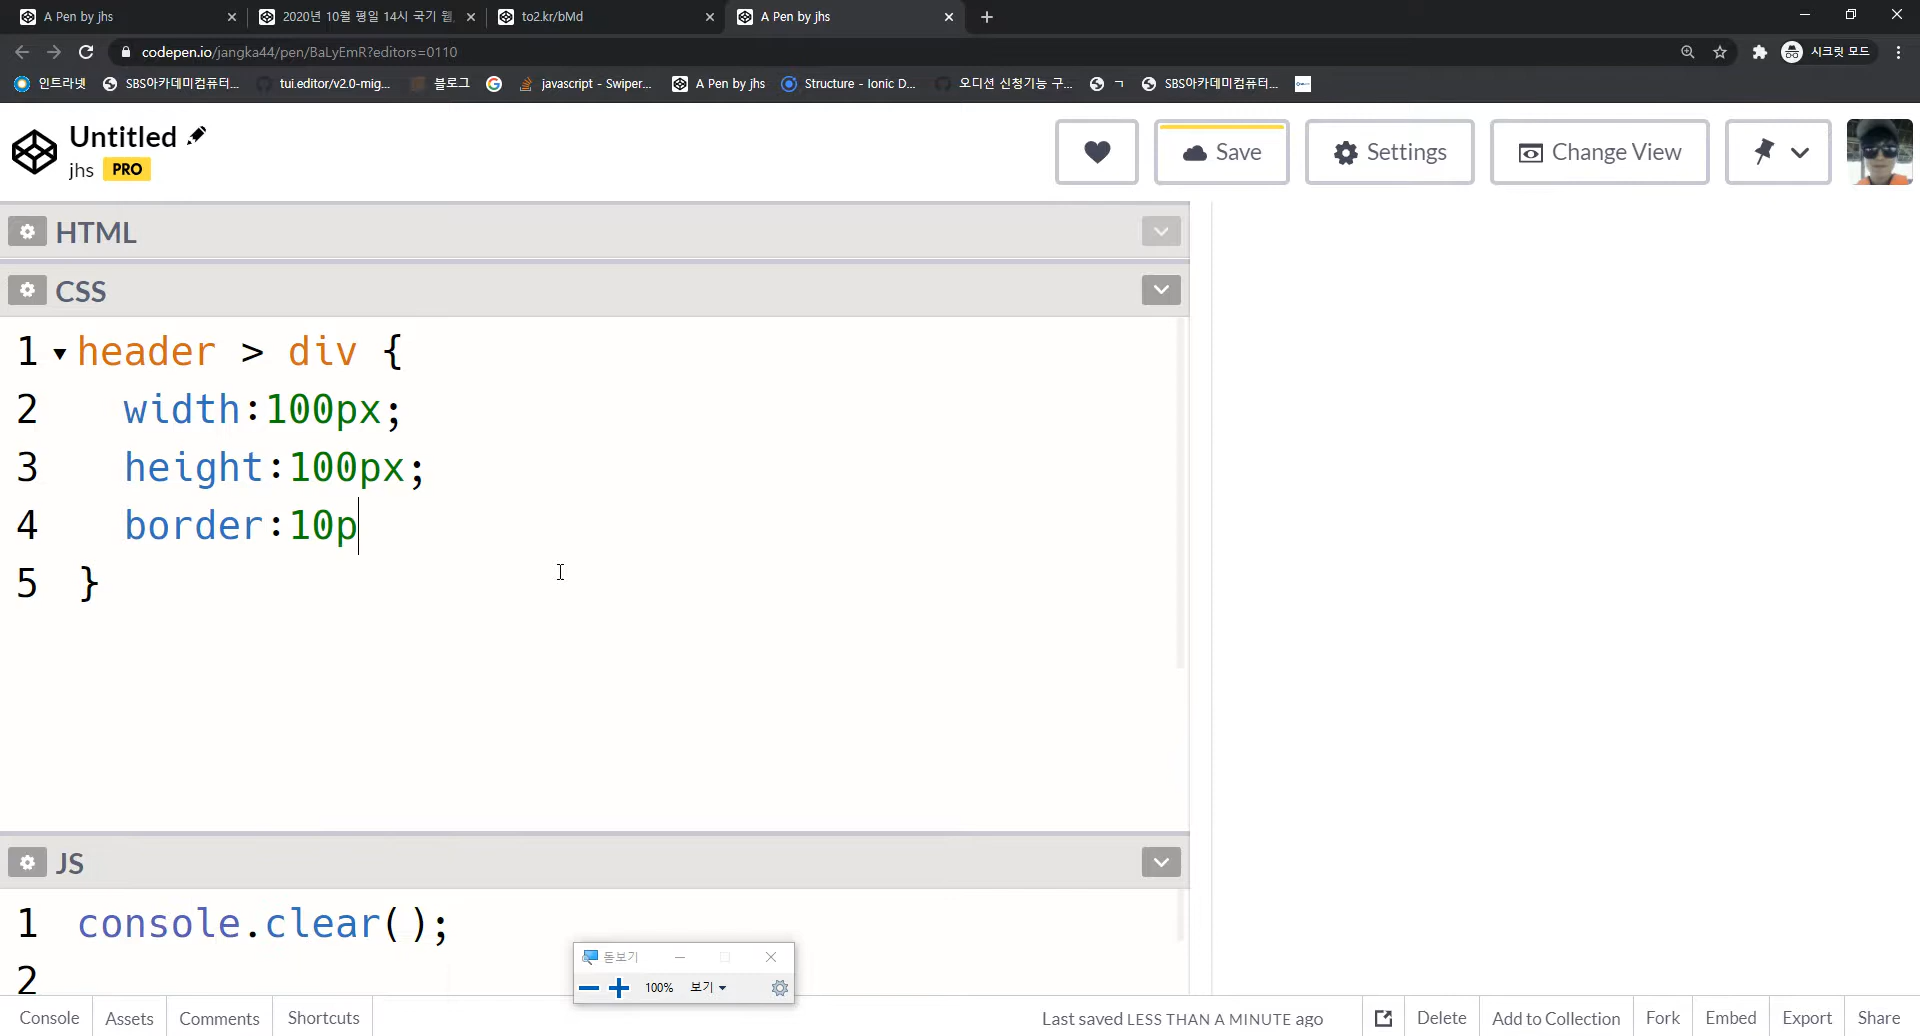 A Pen by jhs
2020년 10월 평일 14시 국기 웹
to2.kr/bMd
A Pen by jhs
codepen.io/jangka44/pen/BaLyEmR?editors=0110
시크릿 모드
인트라넷
SBS아카데미컴퓨터...
tui.editor/v2.0-mig...
블로그
javascript - Swiper...
A Pen by jhs
Structure - Ionic D...
오디션 신청기능 구...
ㄱ
SBS아카데미컴퓨터...
Untitled
jhs PRO
Save
Settings
Change View
HTML
CSS
1 header > div {
2 width:100px;
3 height:100px;
4 border:10p
5 }
JS
1 console.clear();
2
돋보기
100% 보기
Console
Assets
Comments
Shortcuts
Last saved LESS THAN A MINUTE ago
Delete
Add to Collection
Fork
Embed
Export
Share